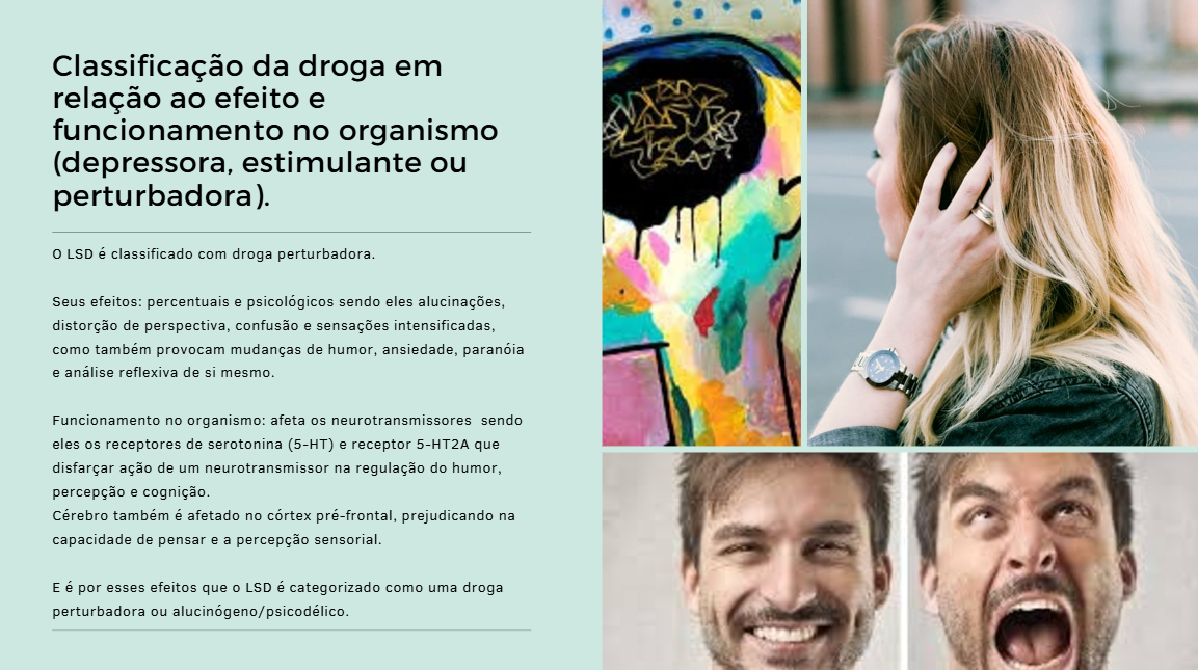 Classificação da droga em
relação ao efeito e
funcionamento no organismo
(depressora, estimulante ou
perturbadora).
O LSD é classificado com droga perturbadora.
Seus efeitos: percentuais e psicológicos sendo eles alucinações,
distorção de perspectiva, confusão e sensações intensificadas,
como também provocam mudanças de humor, ansiedade, paranóia
e análise reflexiva de si mesmo.
Funcionamento no organismo: afeta os neurotransmissores sendo
eles os receptores de serotonina (5-HT) e receptor 5-HT2A que
disfarçar ação de um neurotransmissor na regulação do humor,
percepção e cognição.
Cérebro também é afetado no córtex pré-frontal, prejudicando na
capacidade de pensar e a percepção sensorial.
E é por esses efeitos que o LSD é categorizado como uma droga
perturbadora ou alucinógeno/psicodélico.